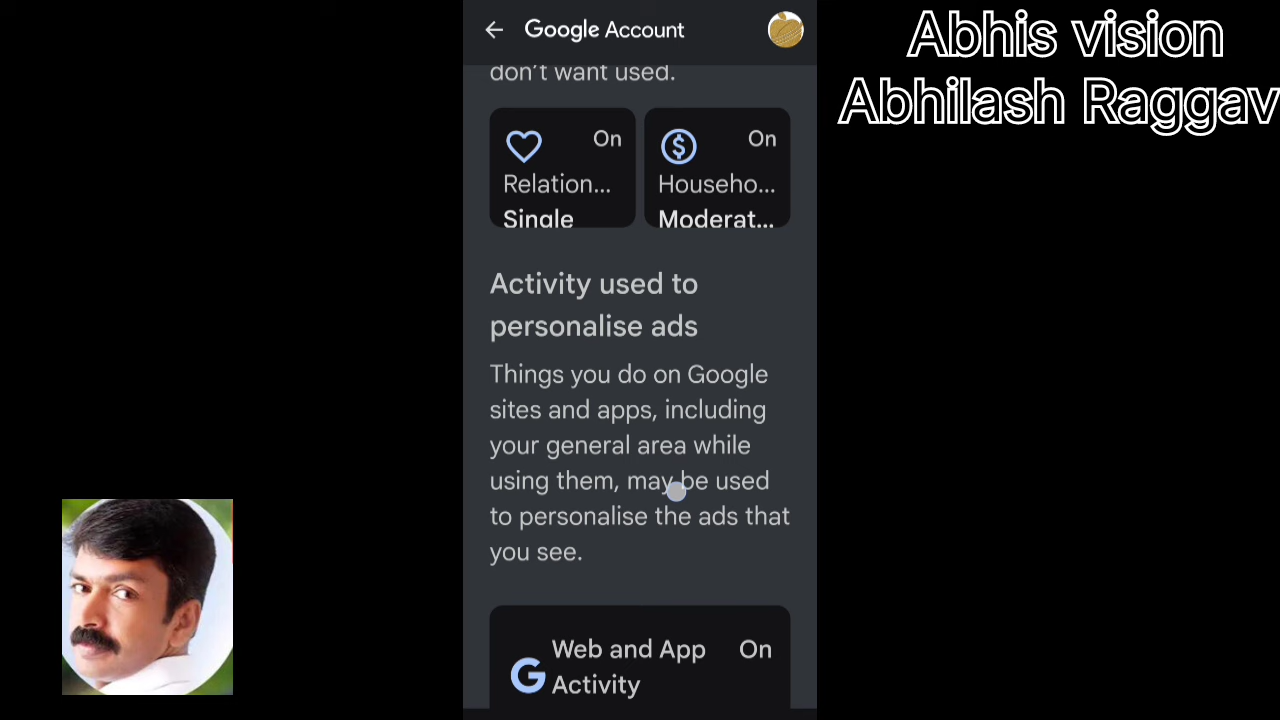 Google Account
Abhis vision
Abhilash Raggav
don't want used.
On
Relation...
Single
On
Househo...
Moderat...
Activity used to
personalise ads
Things you do on Google
sites and apps, including
your general area while
using them, may be used
to personalise the ads that
you see.
Web and App On
Activity